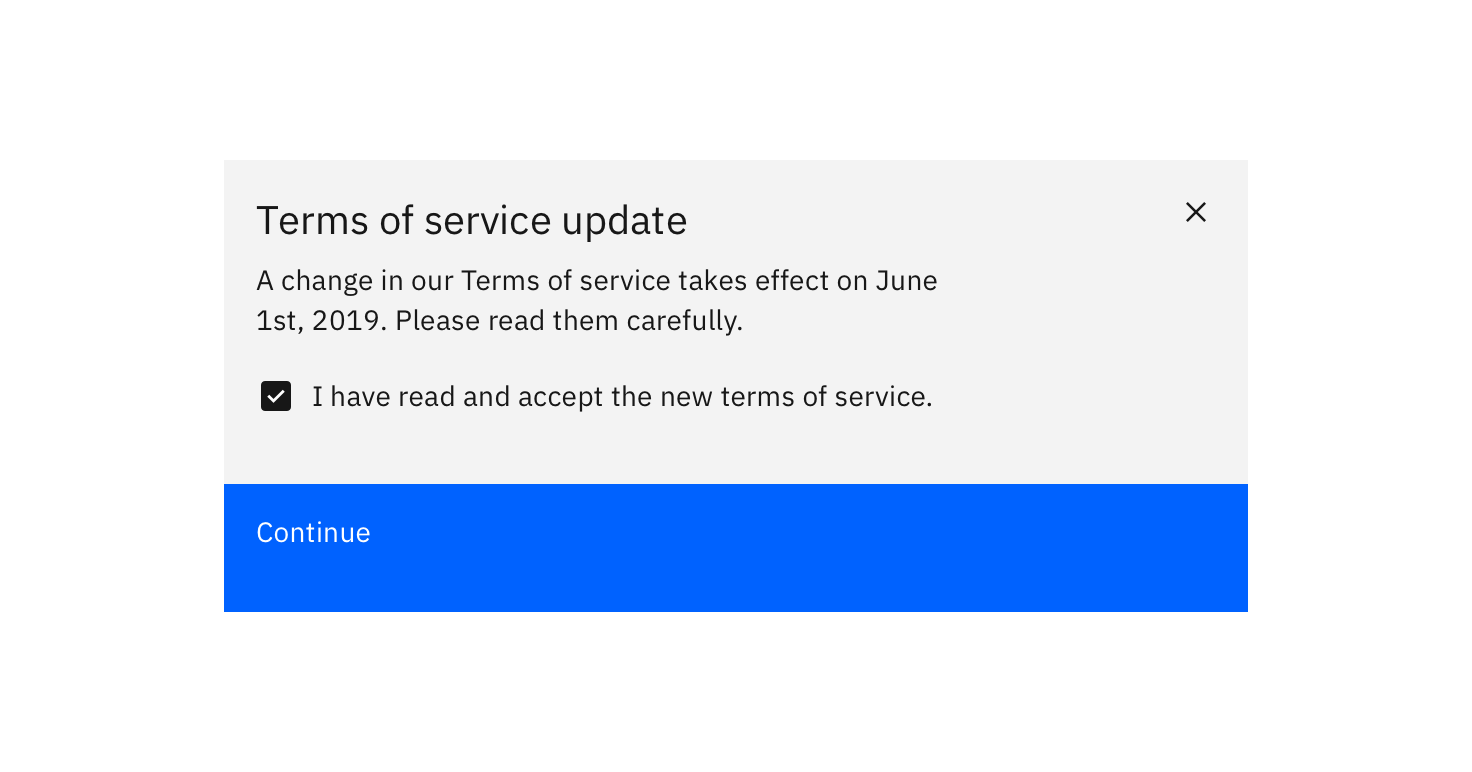 Terms of service update
A change in our Terms of service takes effect on June
1st, 2019. Please read them carefully.
I have read and accept the new terms of service.
Continue